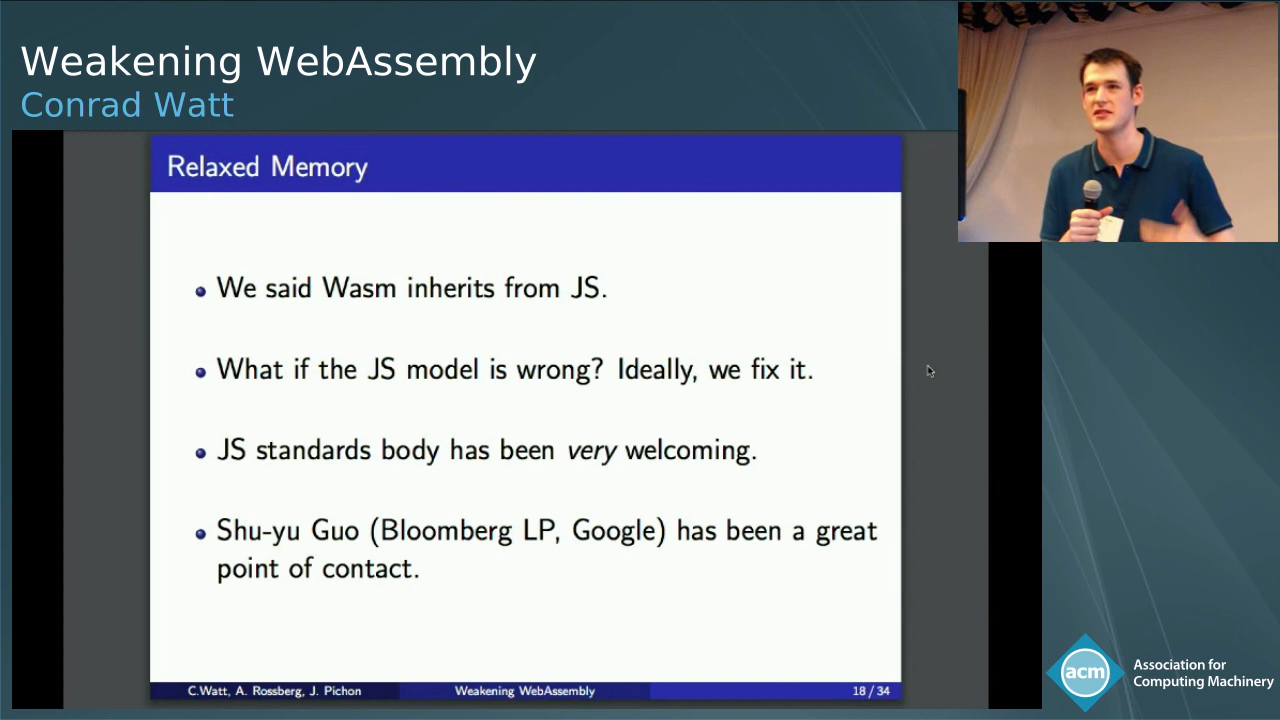 Weakening WebAssembly
Conrad Watt
Relaxed Memory
We said Wasm inherits from JS.
What if the JS model is wrong? Ideally, we fix it.
JS standards body has been very welcoming.
Shu-yu Guo (Bloomberg LP, Google) has been a great
point of contact.
C.Watt, A. Rossberg, J. Pichon
Weakening WebAssembly
18 / 34
acm
Association for
Computing Machinery